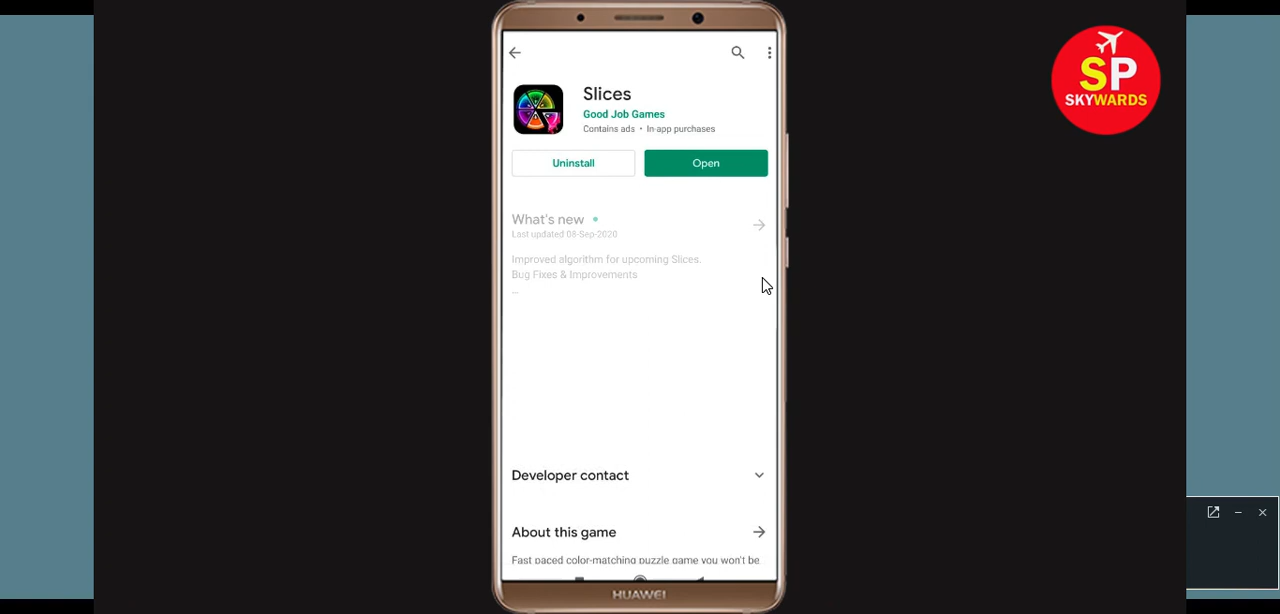 Slices
Good Job Games
Contains ads • In-app purchases
Uninstall
Open
What's new
Last updated 08-Sep-2020
Improved algorithm for upcoming Slices.
Bug Fixes & Improvements
...
Developer contact
About this game
Fast paced color-matching puzzle game you won't be
HUAWEI
SP
SKYWARDS